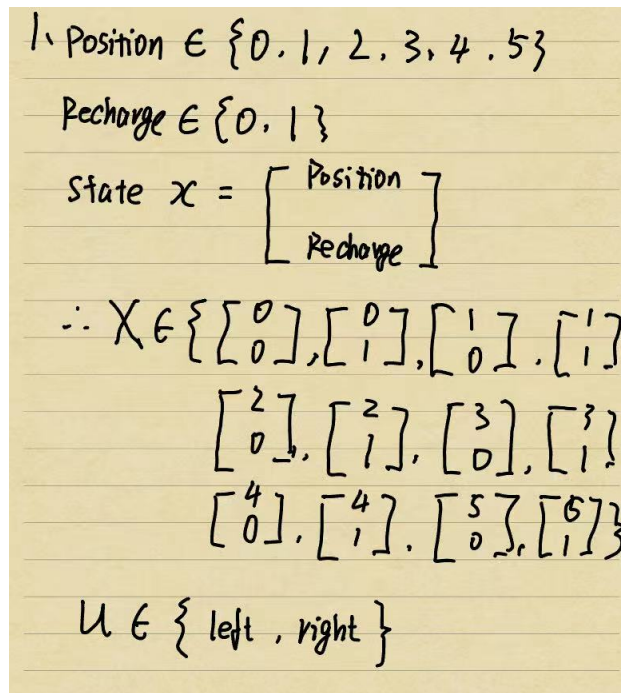 1. Position ∈ {0. 1, 2. 3. 4 . 5}
Recharge ∈ {0. 1}
State x = [Position
Recharge]
∴ X ∈ { [0 0], [0 1], [1 0], [1 1]
[2 0], [2 1], [3 0], [3 1],
[4 0], [4 1], [5 0], [5 1] }
U ∈ { left , right }